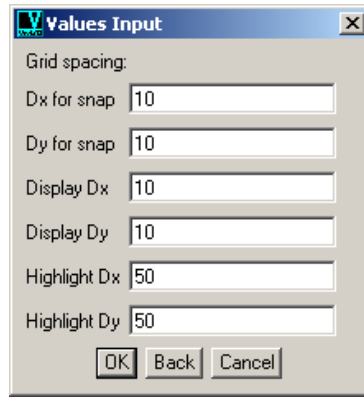 Values Input
Grid spacing:
Dx for snap 10
Dy for snap 10
Display Dx 10
Display Dy 10
Highlight Dx 50
Highlight Dy 50
OK Back Cancel